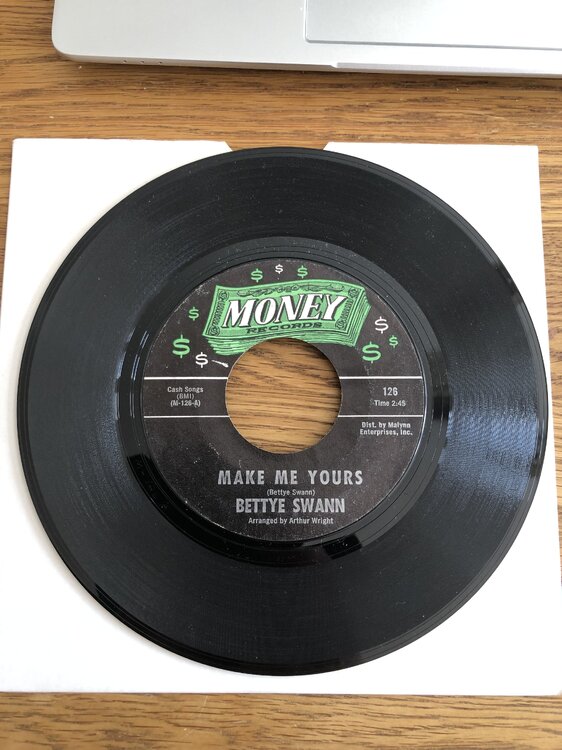 $ $ $
MONEY
RECORDS
$ $ $ $
Cash Songs
(BMI)
(M-126-A)
126
Time 2:45
Dist. by Malynn
Enterprises, Inc.
MAKE ME YOURS
(Bettye Swann)
BETTYE SWANN
Arranged by Arthur Wright